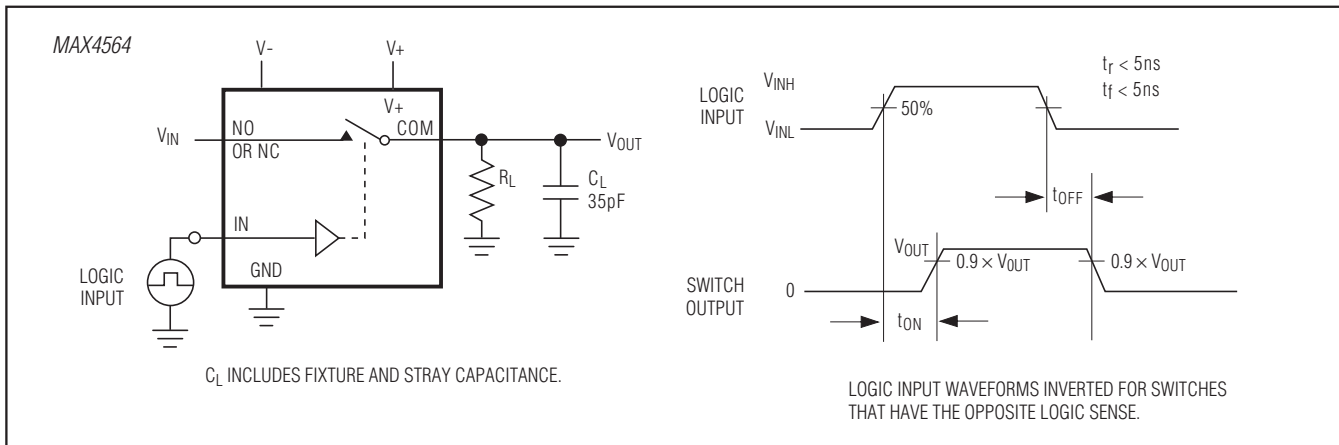 MAX4564
V-
V+
V+
VIN
NO
OR NC
COM
VOUT
RL
CL
35pF
IN
GND
LOGIC
INPUT
CL INCLUDES FIXTURE AND STRAY CAPACITANCE.
LOGIC
INPUT
VINH
VINL
50%
tr < 5ns
tf < 5ns
tOFF
VOUT
0.9 × VOUT
0.9 × VOUT
SWITCH
OUTPUT
0
tON
LOGIC INPUT WAVEFORMS INVERTED FOR SWITCHES
THAT HAVE THE OPPOSITE LOGIC SENSE.